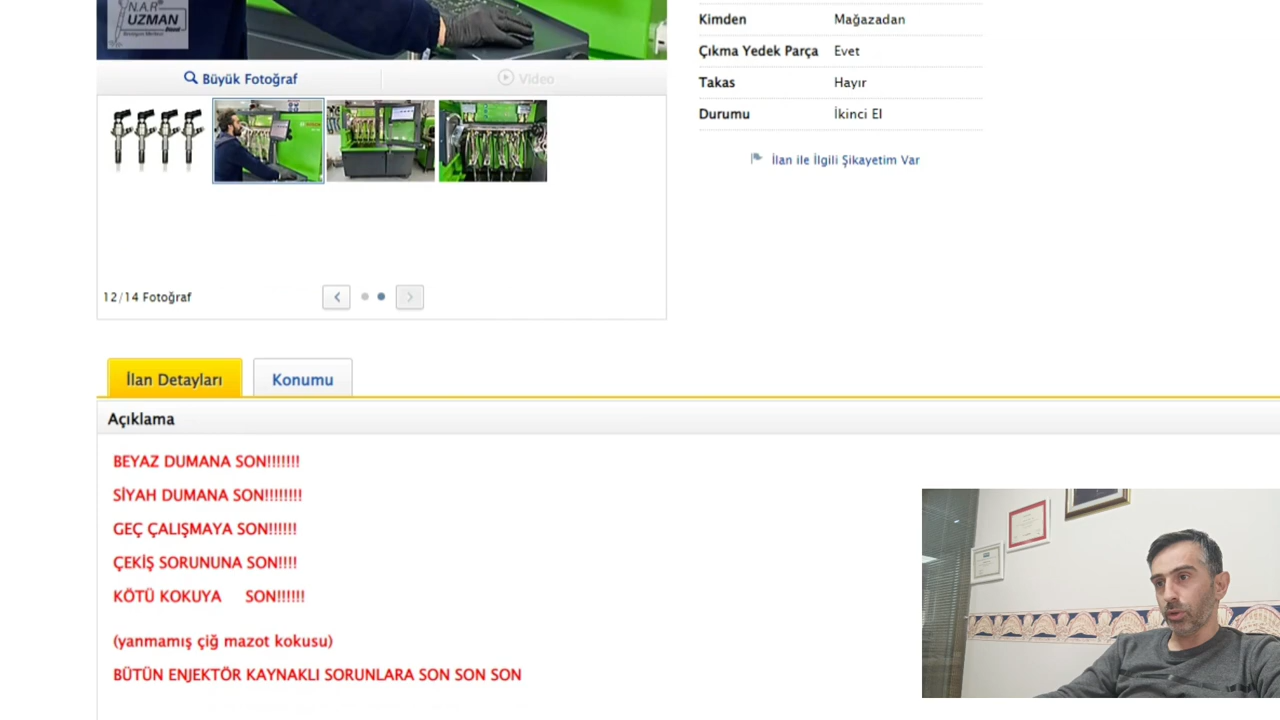 N.A.R
UZMAN
Kimden Mağazadan
Çıkma Yedek Parça Evet
Takas Hayır
Durumu İkinci El
İlan ile İlgili Şikayetim Var
Büyük Fotoğraf Video
12/14 Fotoğraf
İlan Detayları Konumu
Açıklama
BEYAZ DUMANA SON!!!!!!!
SİYAH DUMANA SON!!!!!!!!
GEÇ ÇALIŞMAYA SON!!!!!!
ÇEKİŞ SORUNUNA SON!!!!
KÖTÜ KOKUYA SON!!!!!!
(yanmamış çiğ mazot kokusu)
BÜTÜN ENJEKTÖR KAYNAKLI SORUNLARA SON SON SON